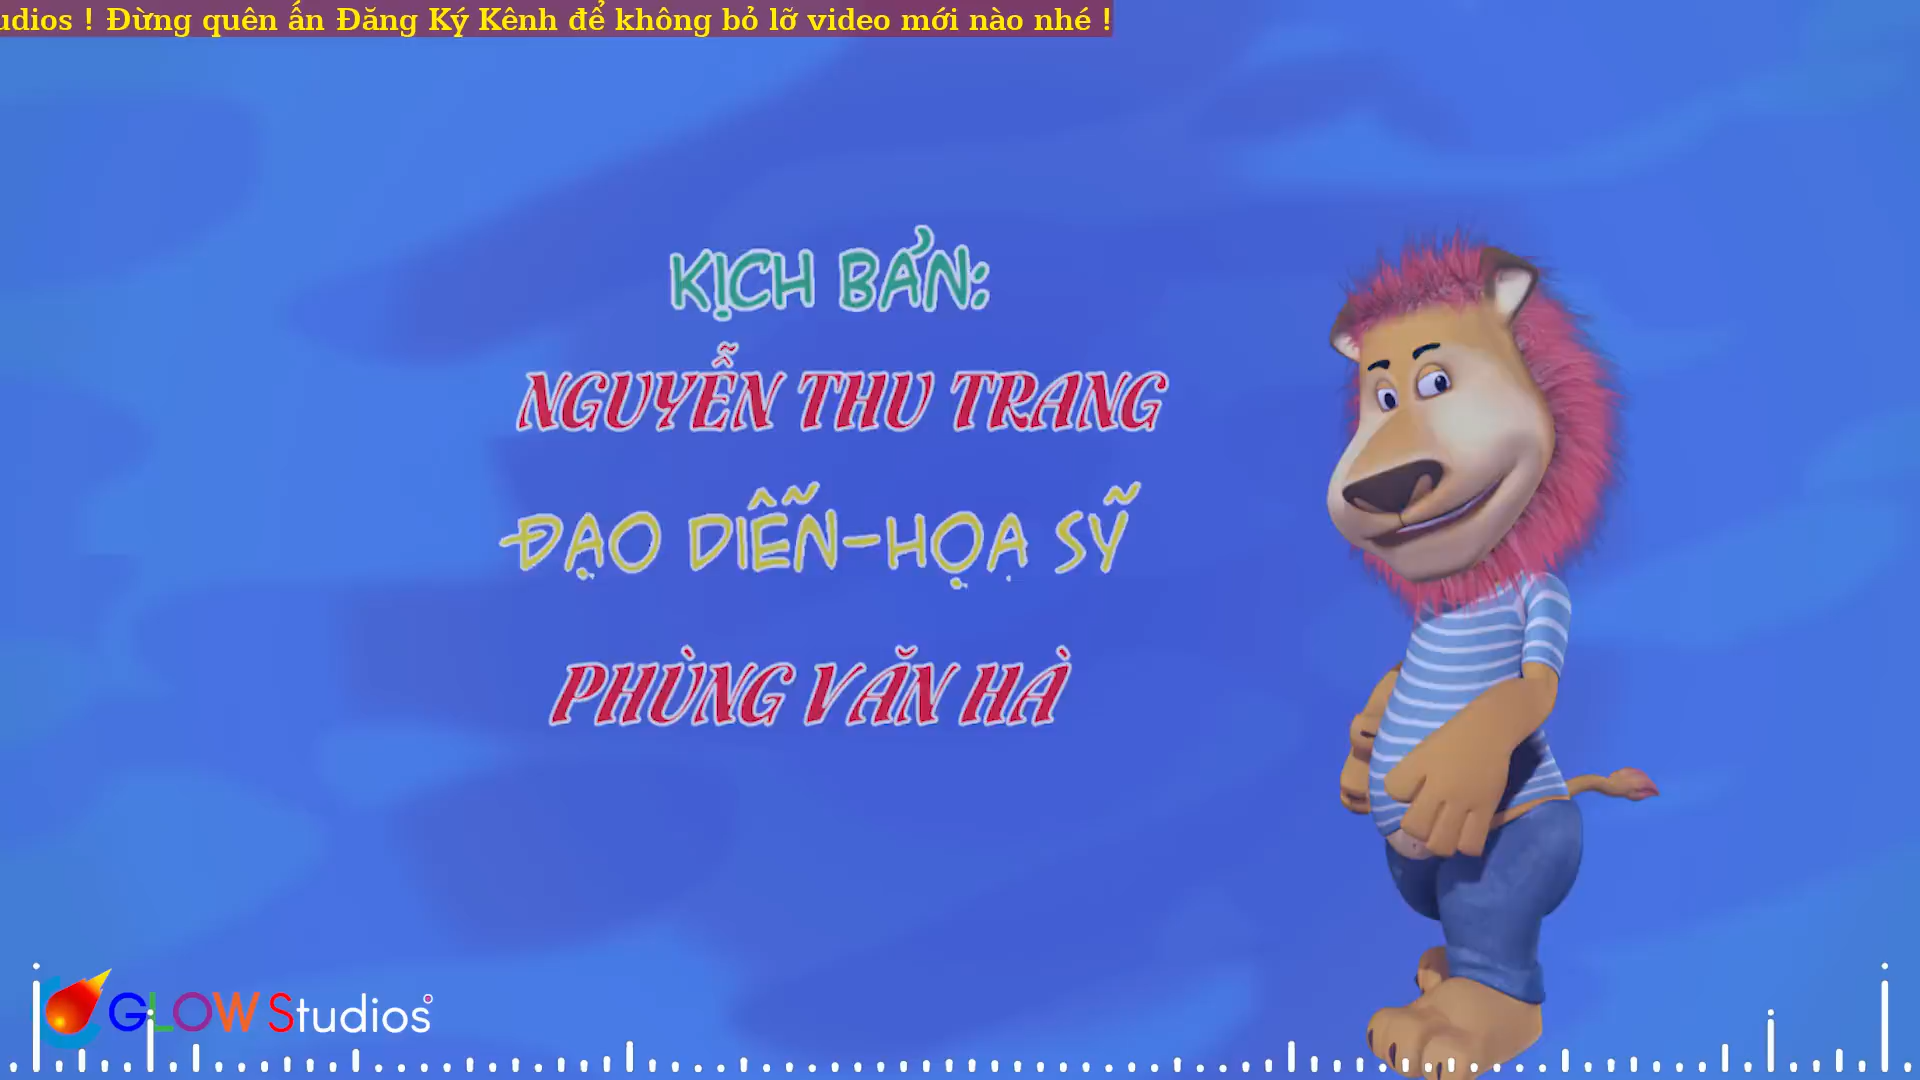 ! Đừng quên ấn Đăng Ký Kênh để không bỏ lỡ video mới nào nhé !
KỊCH BẢN:
NGUYỄN THU TRANG
ĐẠO DIỄN-HỌA SỸ
PHÙNG VĂN HÀ
GLOW Studios